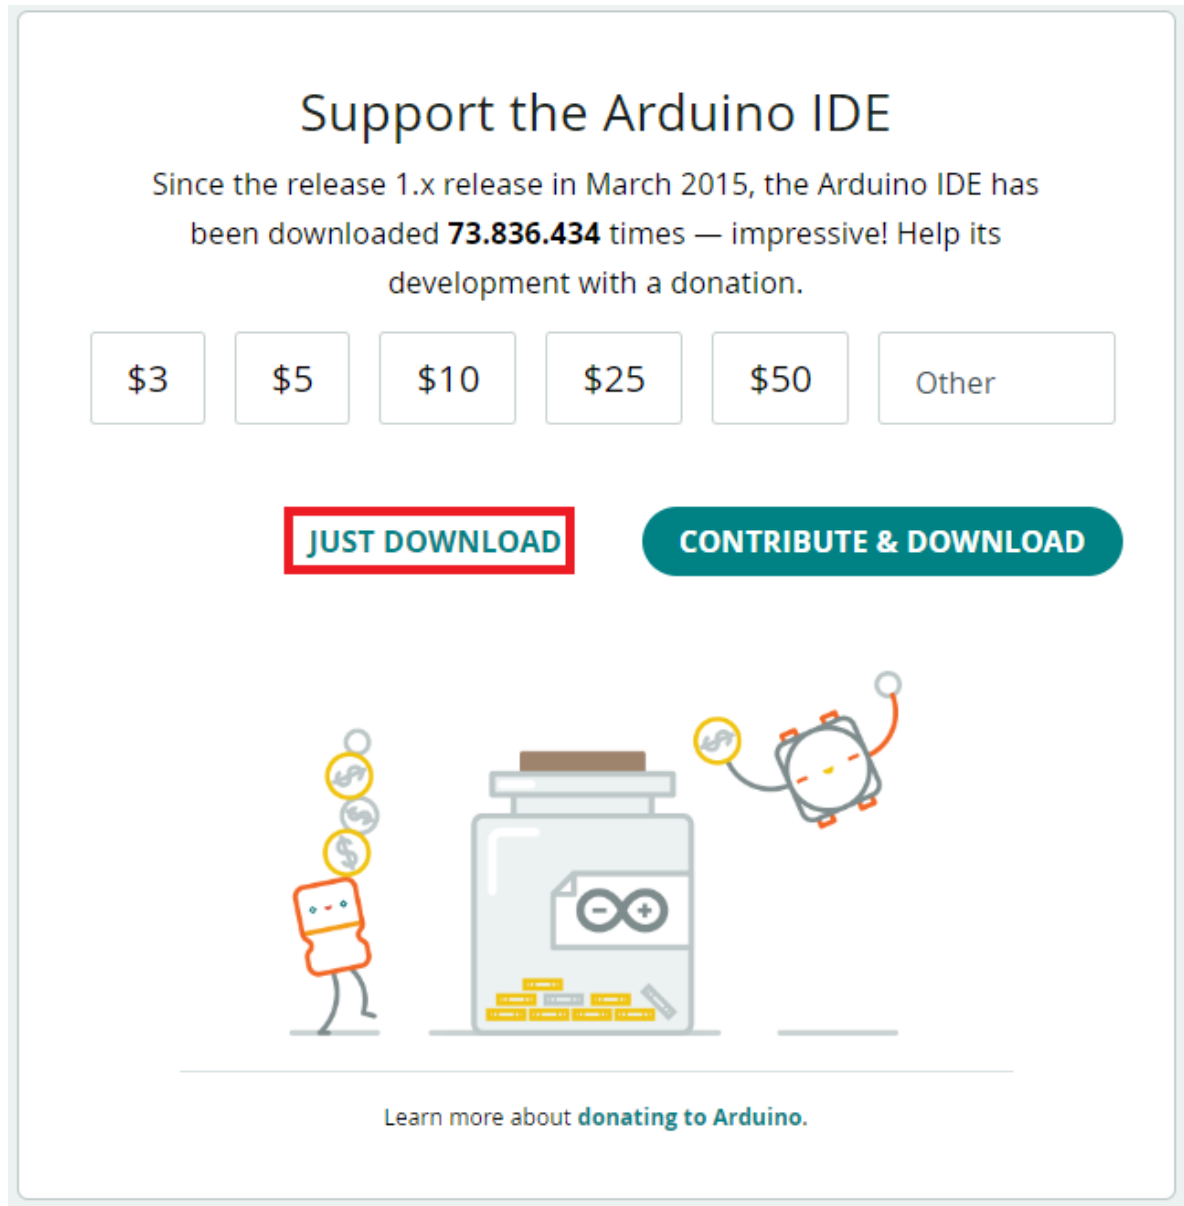 Support the Arduino IDE
Since the release 1.x release in March 2015, the Arduino IDE has
been downloaded 73.836.434 times — impressive! Help its
development with a donation.
$3 $5 $10 $25 $50 Other
JUST DOWNLOAD CONTRIBUTE & DOWNLOAD
$
$
$
$
Learn more about donating to Arduino.